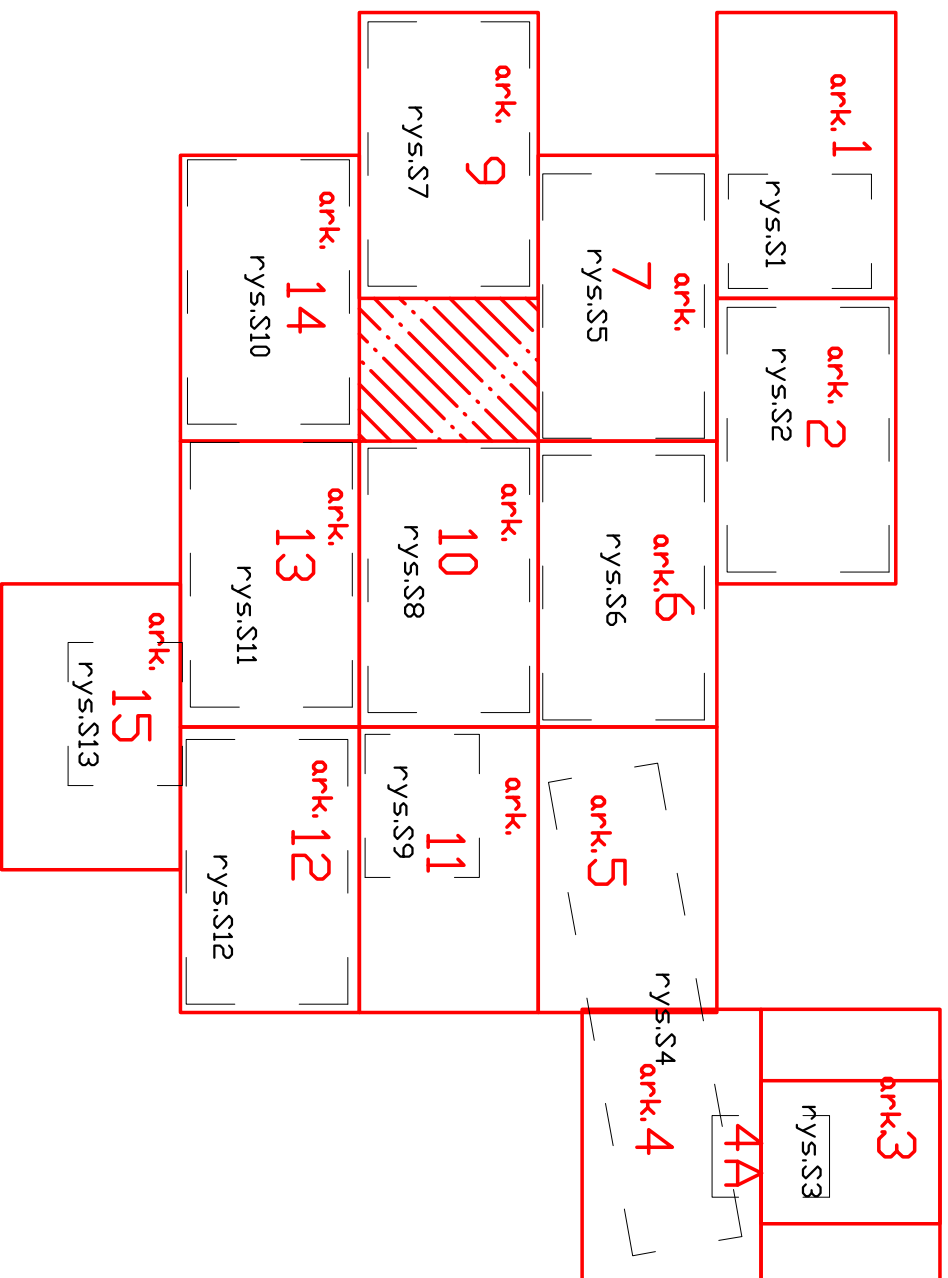 ark. 1
rys.S1
ark. 2
rys.S2
ark.3
rys.S3
4A
ark. 7
rys.S5
ark.6
rys.S6
ark.5
rys.S4
ark.4
ark. 9
rys.S7
ark. 10
rys.S8
ark. 11
rys.S9
ark. 14
rys.S10
ark. 13
rys.S11
ark. 12
rys.S12
ark. 15
rys.S13